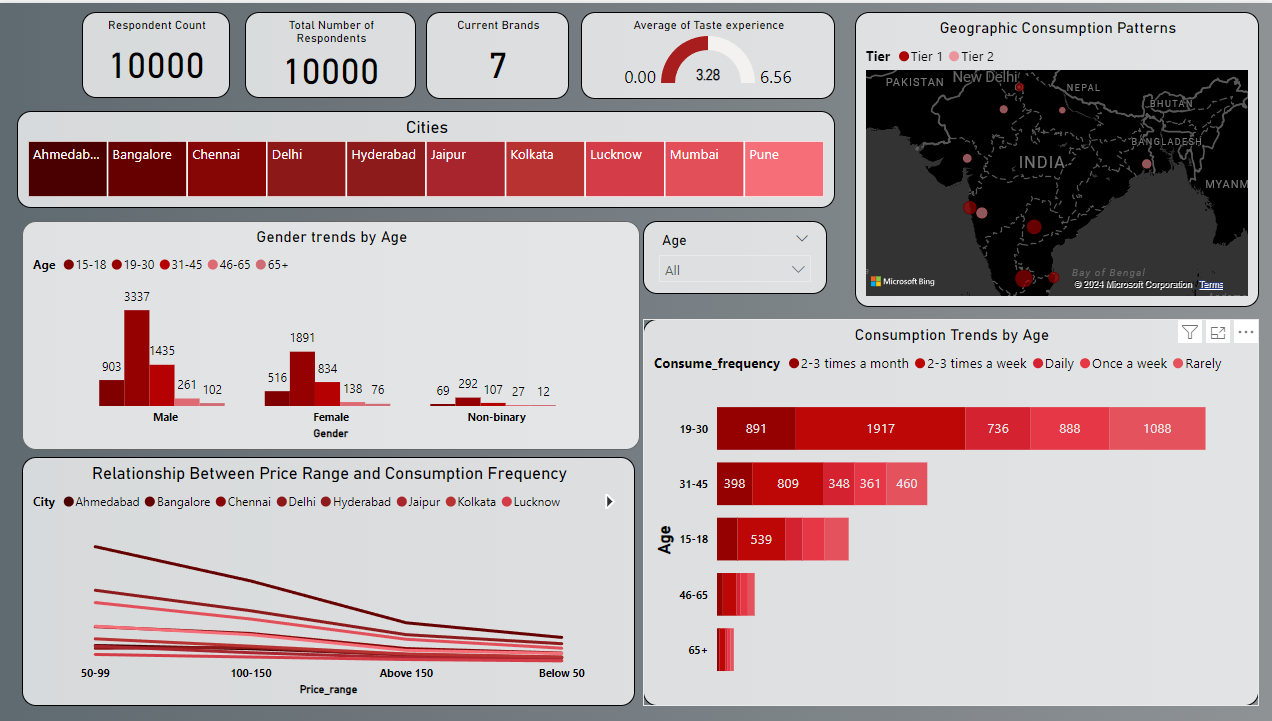 Respondent Count
10000
Total Number of
Respondents
10000
Current Brands
7
Average of Taste experience
0.00
3.28
6.56
Geographic Consumption Patterns
Tier Tier 1 Tier 2
PAKISTAN
New Delhi
NEPAL
BHUTAN
BANGLADESH
INDIA
MYANM
Bay of Bengal
Microsoft Bing
© 2024 Microsoft Corporation Terms
Cities
Ahmedab... Bangalore Chennai Delhi Hyderabad Jaipur Kolkata Lucknow Mumbai Pune
Gender trends by Age
Age 15-18 19-30 31-45 46-65 65+
903 3337 1435 261 102
516 1891 834 138 76
69 292 107 27 12
Male Female Non-binary
Gender
Age
All
Relationship Between Price Range and Consumption Frequency
City Ahmedabad Bangalore Chennai Delhi Hyderabad Jaipur Kolkata Lucknow
50-99 100-150 Above 150 Below 50
Price_range
Consumption Trends by Age
Consume_frequency 2-3 times a month 2-3 times a week Daily Once a week Rarely
Age
19-30 891 1917 736 888 1088
31-45 398 809 348 361 460
15-18 539
46-65
65+